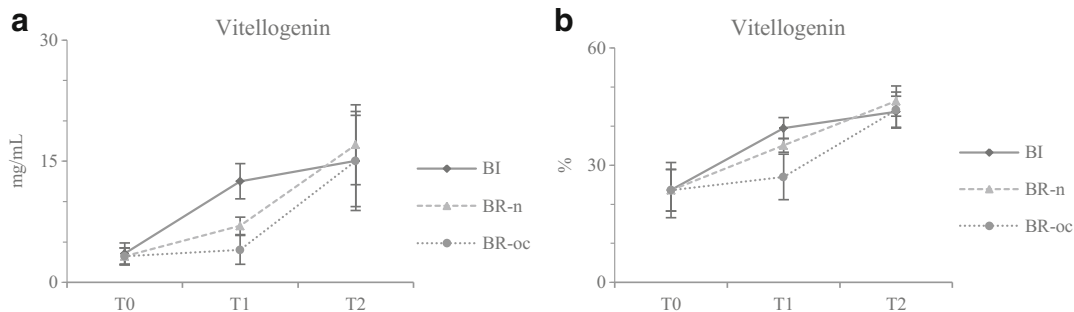 a
Vitellogenin
30
15
0
mg/mL
T0
T1
T2
BI
BR-n
BR-oc
b
Vitellogenin
60
30
0
%
T0
T1
T2
BI
BR-n
BR-oc